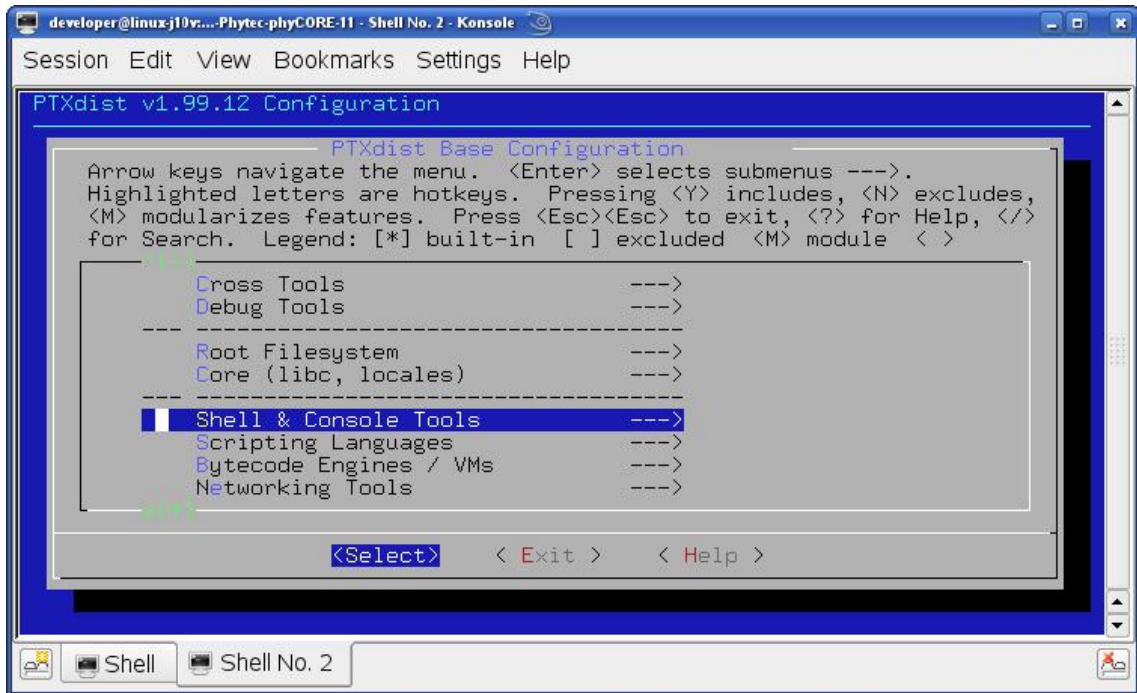 developer@linux-j10v:...-Phytec-phyCORE-11 - Shell No. 2 - Konsole
Session Edit View Bookmarks Settings Help
PTXdist v1.99.12 Configuration
PTXdist Base Configuration
Arrow keys navigate the menu. <Enter> selects submenus --->.
Highlighted letters are hotkeys. Pressing <Y> includes, <N> excludes,
<M> modularizes features. Press <Esc><Esc> to exit, <?> for Help, </>
for Search. Legend: [*] built-in [ ] excluded <M> module < >
Cross Tools --->
Debug Tools --->
--- ------------------------------------
Root Filesystem --->
Core (libc, locales) --->
--- ------------------------------------
Shell & Console Tools --->
Scripting Languages --->
Bytecode Engines / VMs --->
Networking Tools --->
<Select> < Exit > < Help >
Shell Shell No. 2